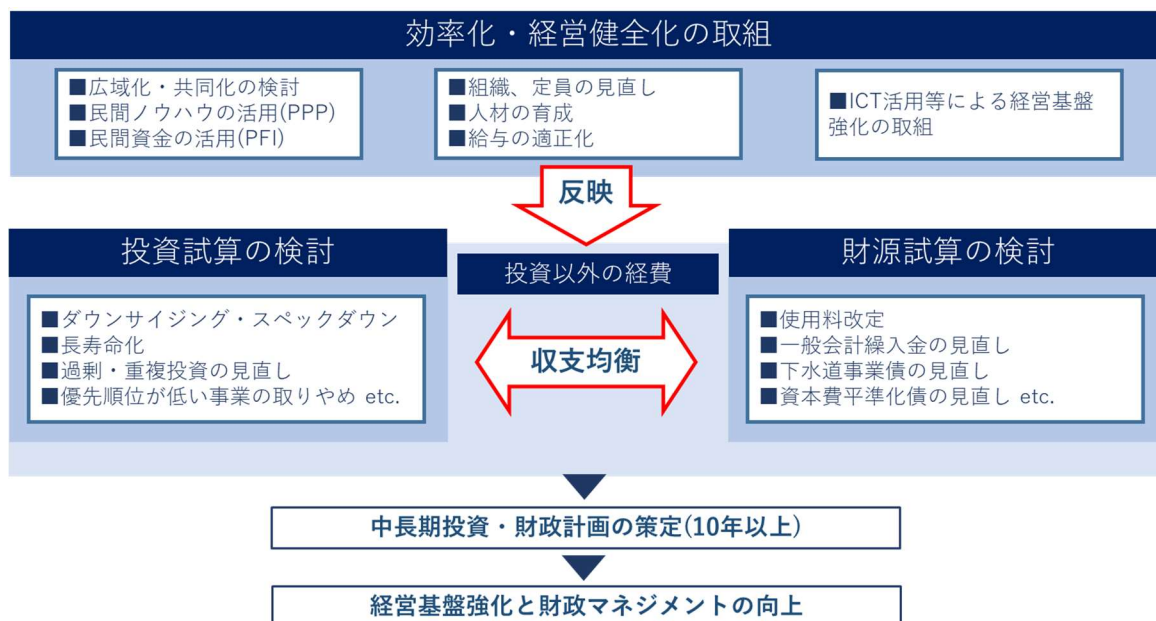 効率化・経営健全化の取組
■広域化・共同化の検討
■民間ノウハウの活用(PPP)
■民間資金の活用(PFI)
■組織、定員の見直し
■人材の育成
■給与の適正化
■ICT活用等による経営基盤
強化の取組
反映
投資試算の検討
■ダウンサイジング・スペックダウン
■長寿命化
■過剰・重複投資の見直し
■優先順位が低い事業の取りやめ etc.
投資以外の経費
収支均衡
財源試算の検討
■使用料改定
■一般会計繰入金の見直し
■下水道事業債の見直し
■資本費平準化債の見直し etc.
中長期投資・財政計画の策定(10年以上)
経営基盤強化と財政マネジメントの向上